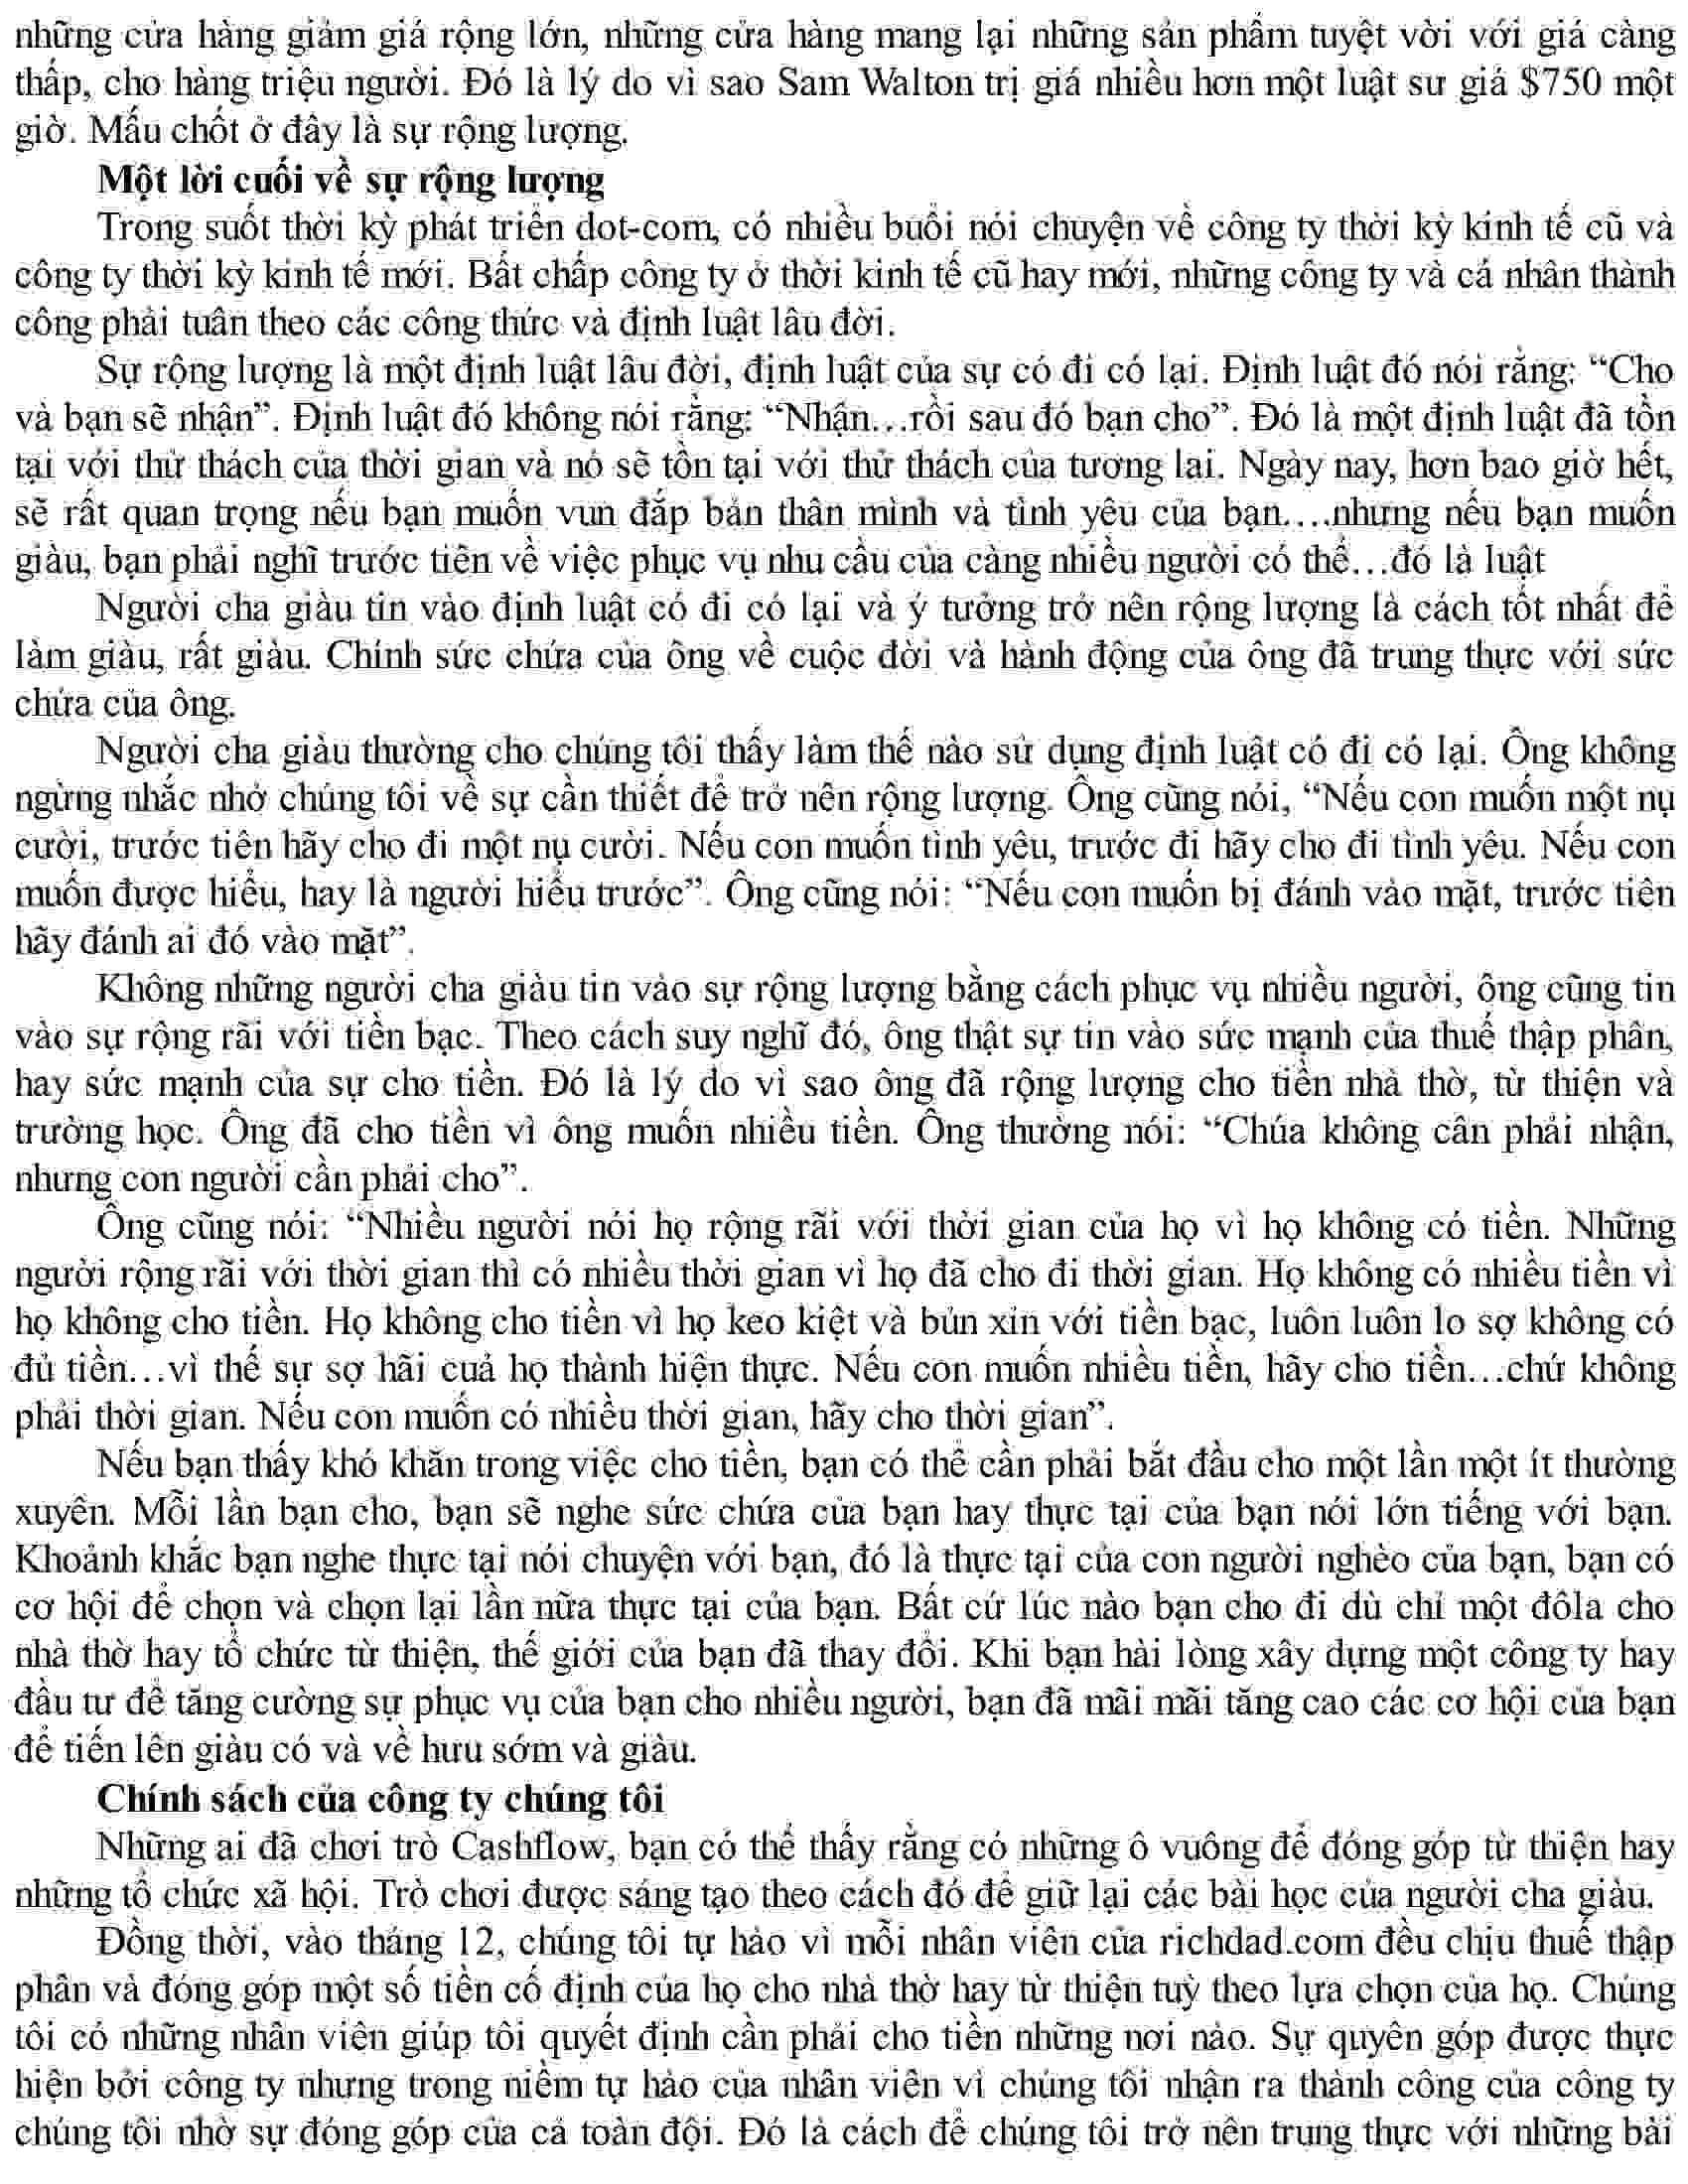 những cửa hàng giảm giá rộng lớn, những cửa hàng mang lại những sản phẩm tuyệt vời với giá càng
thấp, cho hàng triệu người. Đó là lý do vì sao Sam Walton trị giá nhiều hơn một luật sư giá $750 một
giờ. Mấu chốt ở đây là sự rộng lượng.
Một lời cuối về sự rộng lượng
Trong suốt thời kỳ phát triển dot-com, có nhiều buổi nói chuyện về công ty thời kỳ kinh tế cũ và
công ty thời kỳ kinh tế mới. Bất chấp công ty ở thời kinh tế cũ hay mới, những công ty và cá nhân thành
công phải tuân theo các công thức và định luật lâu đời.
Sự rộng lượng là một định luật lâu đời, định luật của sự có đi có lại. Định luật đó nói rằng: “Cho
và bạn sẽ nhận”. Định luật đó không nói rằng: “Nhận…rồi sau đó bạn cho”. Đó là một định luật đã tồn
tại với thử thách của thời gian và nó sẽ tồn tại với thử thách của tương lai. Ngày nay, hơn bao giờ hết,
sẽ rất quan trọng nếu bạn muốn vun đắp bản thân mình và tình yêu của bạn….nhưng nếu bạn muốn
giàu, bạn phải nghĩ trước tiên về việc phục vụ nhu cầu của càng nhiều người có thể…đó là luật
Người cha giàu tin vào định luật có đi có lại và ý tưởng trở nên rộng lượng là cách tốt nhất để
làm giàu, rất giàu. Chính sức chứa của ông về cuộc đời và hành động của ông đã trung thực với sức
chứa của ông.
Người cha giàu thường cho chúng tôi thấy làm thế nào sử dụng định luật có đi có lại. Ông không
ngừng nhắc nhở chúng tôi về sự cần thiết để trở nên rộng lượng. Ông cũng nói, “Nếu con muốn một nụ
cười, trước tiên hãy cho đi một nụ cười. Nếu con muốn tình yêu, trước đi hãy cho đi tình yêu. Nếu con
muốn được hiểu, hay là người hiểu trước”. Ông cũng nói: “Nếu con muốn bị đánh vào mặt, trước tiên
hãy đánh ai đó vào mặt”.
Không những người cha giàu tin vào sự rộng lượng bằng cách phục vụ nhiều người, ông cũng tin
vào sự rộng rãi với tiền bạc. Theo cách suy nghĩ đó, ông thật sự tin vào sức mạnh của thuế thập phân,
hay sức mạnh của sự cho tiền. Đó là lý do vì sao ông đã rộng lượng cho tiền nhà thờ, từ thiện và
trường học. Ông đã cho tiền vì ông muốn nhiều tiền. Ông thường nói: “Chúa không cân phải nhận,
nhưng con người cần phải cho”.
Ông cũng nói: “Nhiều người nói họ rộng rãi với thời gian của họ vì họ không có tiền. Những
người rộng rãi với thời gian thì có nhiều thời gian vì họ đã cho đi thời gian. Họ không có nhiều tiền vì
họ không cho tiền. Họ không cho tiền vì họ keo kiệt và bủn xỉn với tiền bạc, luôn luôn lo sợ không có
đủ tiền…vì thế sự sợ hãi cuả họ thành hiện thực. Nếu con muốn nhiều tiền, hãy cho tiền…chứ không
phải thời gian. Nếu con muốn có nhiều thời gian, hãy cho thời gian”.
Nếu bạn thấy khó khăn trong việc cho tiền, bạn có thể cần phải bắt đầu cho một lần một ít thường
xuyên. Mỗi lần bạn cho, bạn sẽ nghe sức chứa của bạn hay thực tại của bạn nói lớn tiếng với bạn.
Khoảnh khắc bạn nghe thực tại nói chuyện với bạn, đó là thực tại của con người nghèo của bạn, bạn có
cơ hội để chọn và chọn lại lần nữa thực tại của bạn. Bất cứ lúc nào bạn cho đi dù chỉ một đôla cho
nhà thờ hay tổ chức từ thiện, thế giới của bạn đã thay đổi. Khi bạn hài lòng xây dựng một công ty hay
đầu tư để tăng cường sự phục vụ của bạn cho nhiều người, bạn đã mãi mãi tăng cao các cơ hội của bạn
để tiến lên giàu có và về hưu sớm và giàu.
Chính sách của công ty chúng tôi
Những ai đã chơi trò Cashflow, bạn có thể thấy rằng có những ô vuông để đóng góp từ thiện hay
những tổ chức xã hội. Trò chơi được sáng tạo theo cách đó để giữ lại các bài học của người cha giàu.
Đồng thời, vào tháng 12, chúng tôi tự hào vì mỗi nhân viên của richdad.com đều chịu thuế thập
phân và đóng góp một số tiền cố định của họ cho nhà thờ hay từ thiện tuỳ theo lựa chọn của họ. Chúng
tôi có những nhân viên giúp tôi quyết định cần phải cho tiền những nơi nào. Sự quyên góp được thực
hiện bởi công ty nhưng trong niềm tự hào của nhân viên vì chúng tôi nhận ra thành công của công ty
chúng tôi nhờ sự đóng góp của cả toàn đội. Đó là cách để chúng tôi trở nên trung thực với những bài